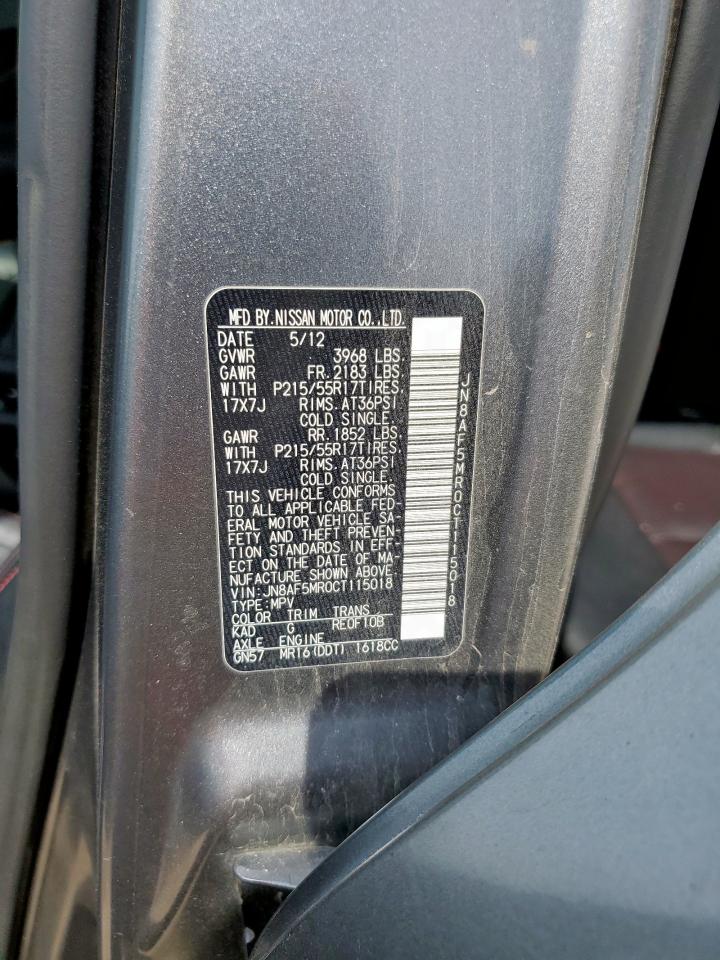 MFD BY.NISSAN MOTOR CO.,LTD.
DATE 5/12
GVWR 3968 LBS.
GAWR FR.2183 LBS.
WITH P215/55R17TIRES.
17X7J RIMS.AT36PSI
COLD SINGLE.
GAWR RR.1852 LBS.
WITH P215/55R17TIRES.
17X7J RIMS.AT36PSI
COLD SINGLE.
THIS VEHICLE CONFORMS
TO ALL APPLICABLE FED-
ERAL MOTOR VEHICLE SA-
FETY AND THEFT PREVEN-
TION STANDARDS IN EFF-
ECT ON THE DATE OF MA-
NUFACTURE SHOWN ABOVE.
VIN:JN8AF5MR0CT115018
TYPE:MPV
COLOR TRIM TRANS
KAD G RE0F10B
AXLE ENGINE
GN57 MR16(DDT) 1618CC
JN8AF5MR0CT115018